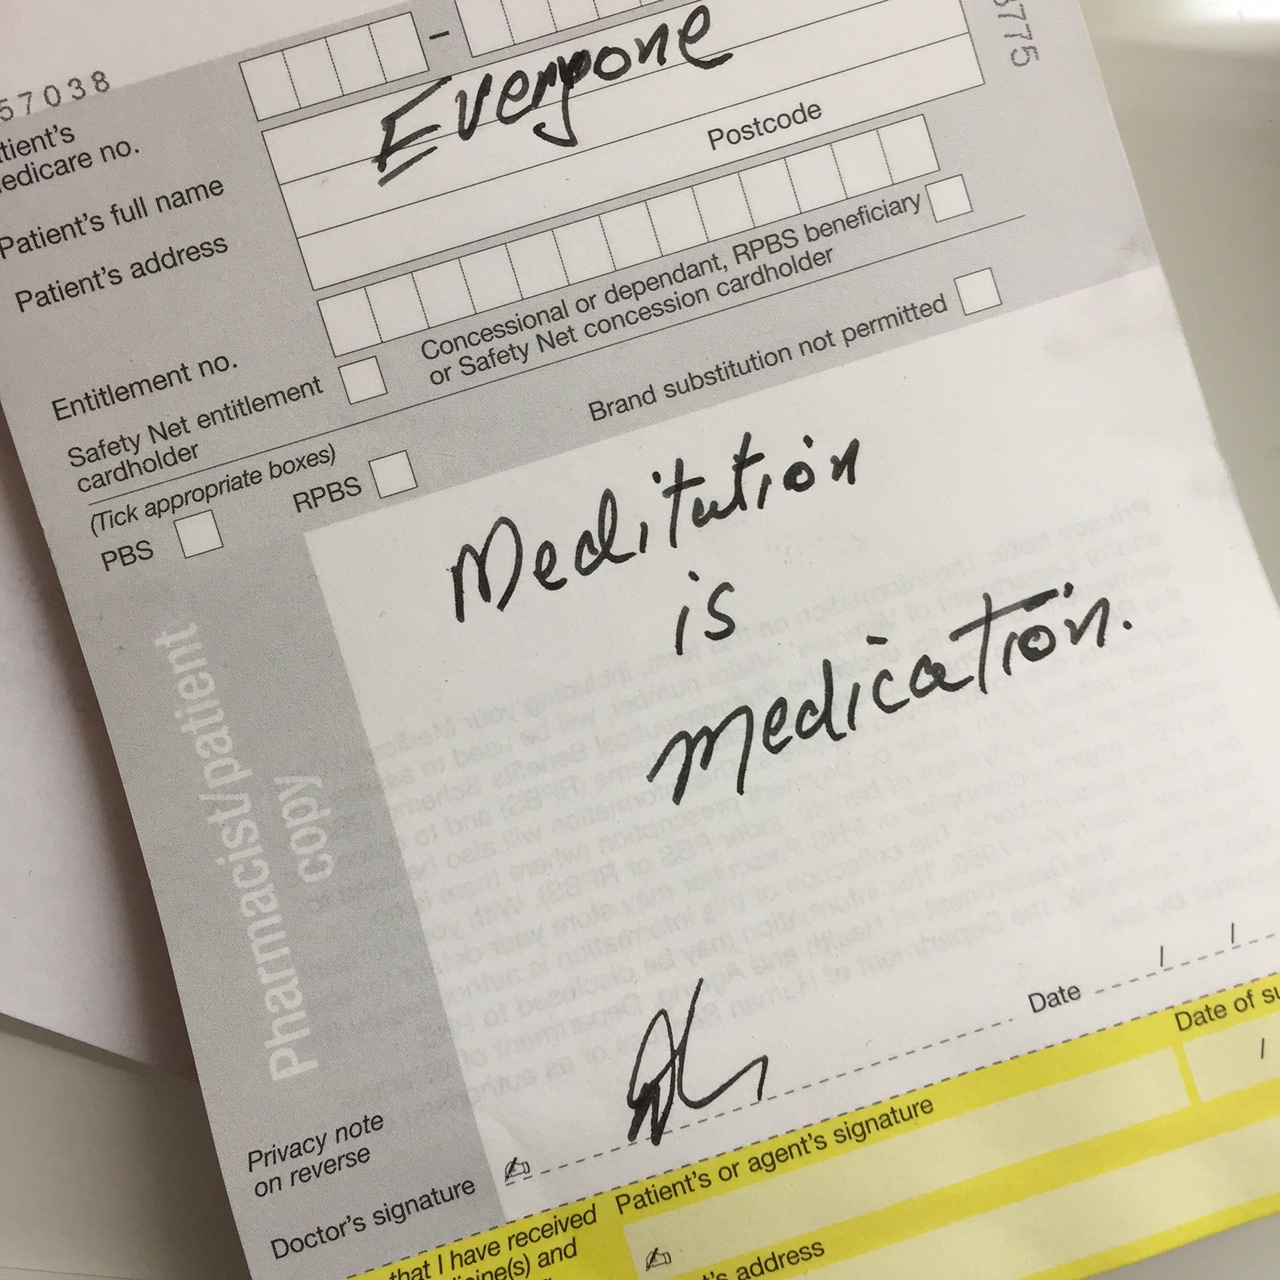 57038
3775
–
Everyone
tient's
edicare no.
Patient's full name
Patient's address
Postcode
Entitlement no.
Safety Net entitlement
cardholder
Concessional or dependant, RPBS beneficiary
or Safety Net concession cardholder
(Tick appropriate boxes)
PBS
RPBS
Brand substitution not permitted
Meditation
is
medication.
Pharmacist/patient
copy
Privacy note
on reverse
Doctor's signature
Date / /
Date of su
/
Patient's or agent's signature
that I have received
cine(s) and
t's address